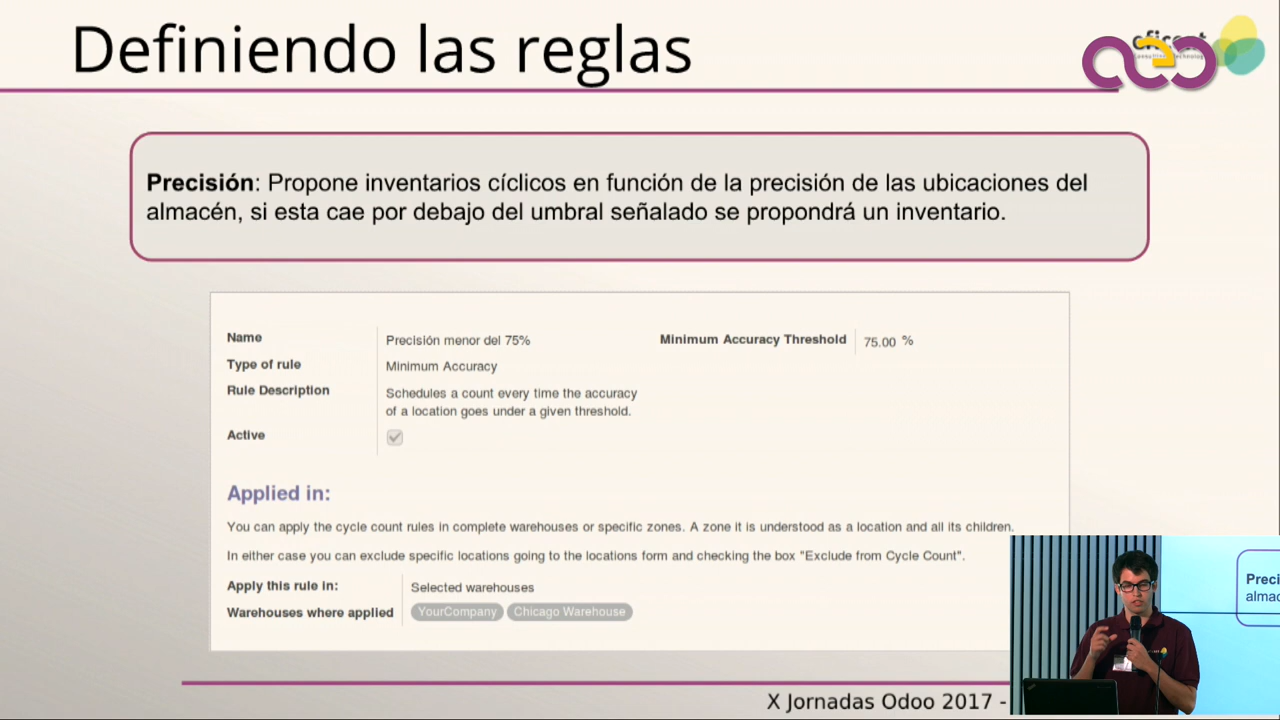 Definiendo las reglas
Precisión: Propone inventarios cíclicos en función de la precisión de las ubicaciones del
almacén, si esta cae por debajo del umbral señalado se propondrá un inventario.
Name Precisión menor del 75% Minimum Accuracy Threshold 75.00 %
Type of rule Minimum Accuracy
Rule Description Schedules a count every time the accuracy
of a location goes under a given threshold.
Active
Applied in:
You can apply the cycle count rules in complete warehouses or specific zones. A zone it is understood as a location and all its children.
In either case you can exclude specific locations going to the locations form and checking the box "Exclude from Cycle Count".
Apply this rule in: Selected warehouses
Warehouses where applied YourCompany Chicago Warehouse
Preci
almac
X Jornadas Odoo 2017 -